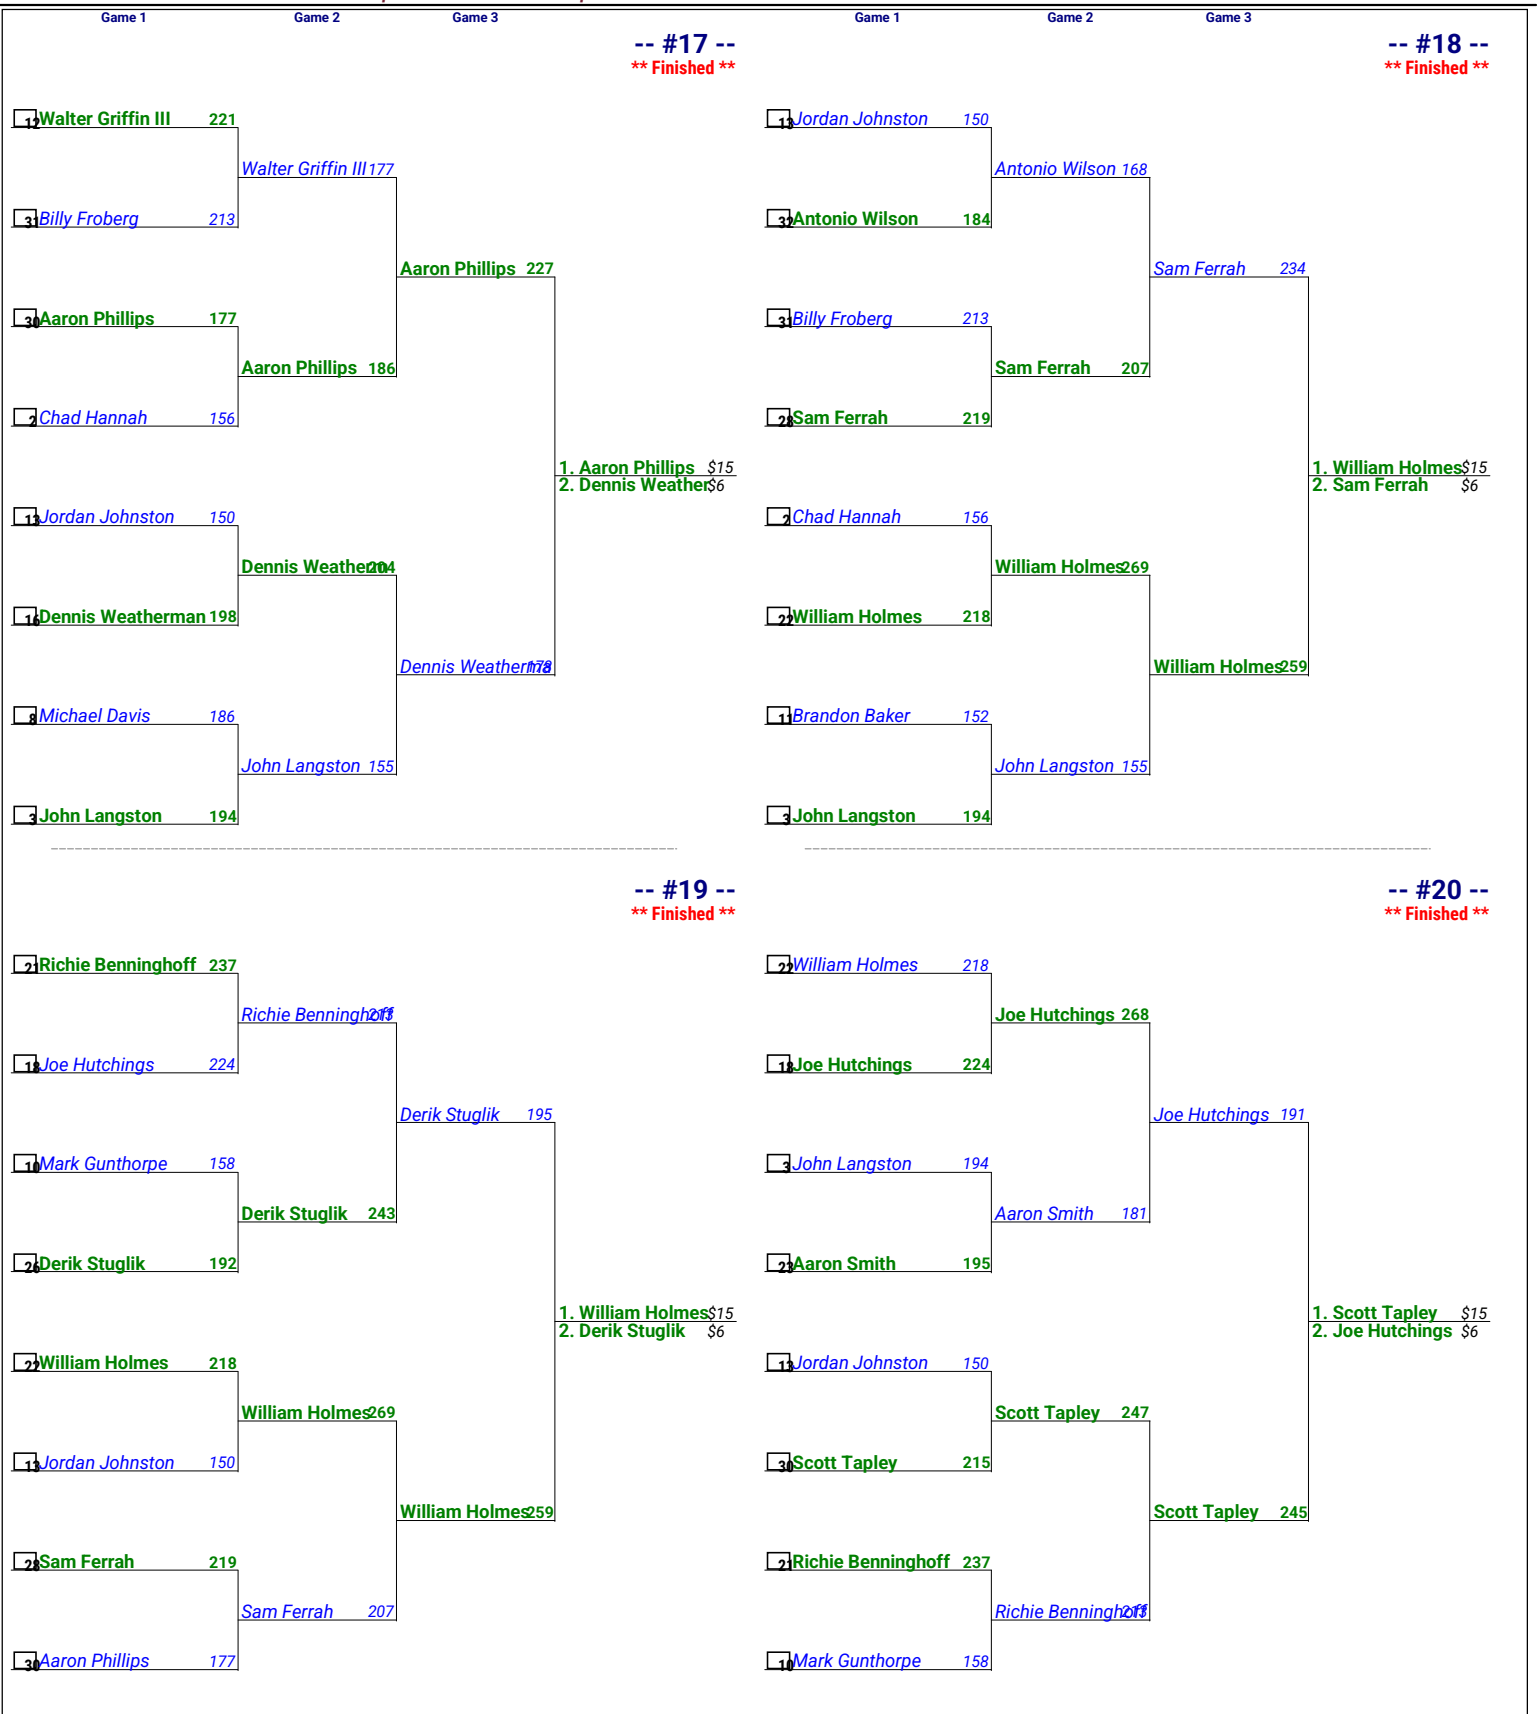 Game 1 Game 2 Game 3 Game 1 Game 2 Game 3
-- #17 -- -- #18 --
** Finished ** ** Finished **
12 Walter Griffin III 221 13 Jordan Johnston 150
Walter Griffin III 177 Antonio Wilson 168
31 Billy Froberg 213 32 Antonio Wilson 184
Aaron Phillips 227 Sam Ferrah 234
30 Aaron Phillips 177 31 Billy Froberg 213
Aaron Phillips 186 Sam Ferrah 207
2 Chad Hannah 156 28 Sam Ferrah 219
1. Aaron Phillips $15 1. William Holmes $15
2. Dennis Weather $6 2. Sam Ferrah $6
13 Jordan Johnston 150 2 Chad Hannah 156
Dennis Weatherm 204 William Holmes 269
16 Dennis Weatherman 198 22 William Holmes 218
Dennis Weatherma William Holmes 259
8 Michael Davis 186 11 Brandon Baker 152
John Langston 155 John Langston 155
3 John Langston 194 3 John Langston 194
-- #19 -- -- #20 --
** Finished ** ** Finished **
21 Richie Benninghoff 237 22 William Holmes 218
Richie Benninghoff Joe Hutchings 268
18 Joe Hutchings 224 18 Joe Hutchings 224
Derik Stuglik 195 Joe Hutchings 191
10 Mark Gunthorpe 158 3 John Langston 194
Derik Stuglik 243 Aaron Smith 181
26 Derik Stuglik 192 23 Aaron Smith 195
1. William Holmes $15 1. Scott Tapley $15
2. Derik Stuglik $6 2. Joe Hutchings $6
22 William Holmes 218 13 Jordan Johnston 150
William Holmes 269 Scott Tapley 247
13 Jordan Johnston 150 30 Scott Tapley 215
William Holmes 259 Scott Tapley 245
28 Sam Ferrah 219 21 Richie Benninghoff 237
Sam Ferrah 207 Richie Benninghoff
30 Aaron Phillips 177 10 Mark Gunthorpe 158